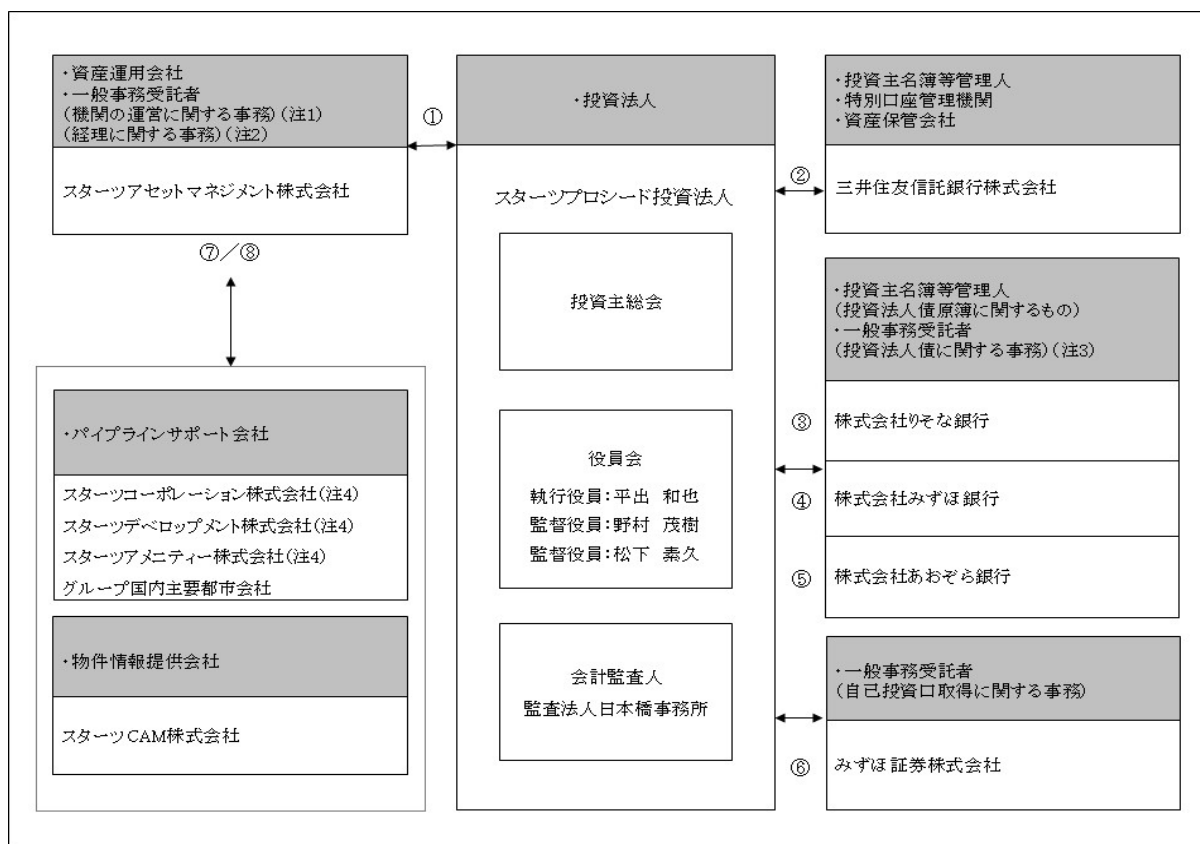 ・資産運用会社
・一般事務受託者
(機関の運営に関する事務)(注1)
(経理に関する事務)(注2)
スターツアセットマネジメント株式会社
⑦／⑧
・パイプラインサポート会社
スターツコーポレーション株式会社(注4)
スターツデベロップメント株式会社(注4)
スターツアメニティー株式会社(注4)
グループ国内主要都市会社
・物件情報提供会社
スターツCAM株式会社
①
・投資法人
スターツプロシード投資法人
投資主総会
役員会
執行役員:平出 和也
監督役員:野村 茂樹
監督役員:松下 素久
会計監査人
監査法人日本橋事務所
②
・投資主名簿等管理人
・特別口座管理機関
・資産保管会社
三井住友信託銀行株式会社
・投資主名簿等管理人
(投資法人債原簿に関するもの)
・一般事務受託者
(投資法人債に関する事務)(注3)
③
株式会社りそな銀行
④
株式会社みずほ銀行
⑤
株式会社あおぞら銀行
・一般事務受託者
(自己投資口取得に関する事務)
⑥
みずほ証券株式会社